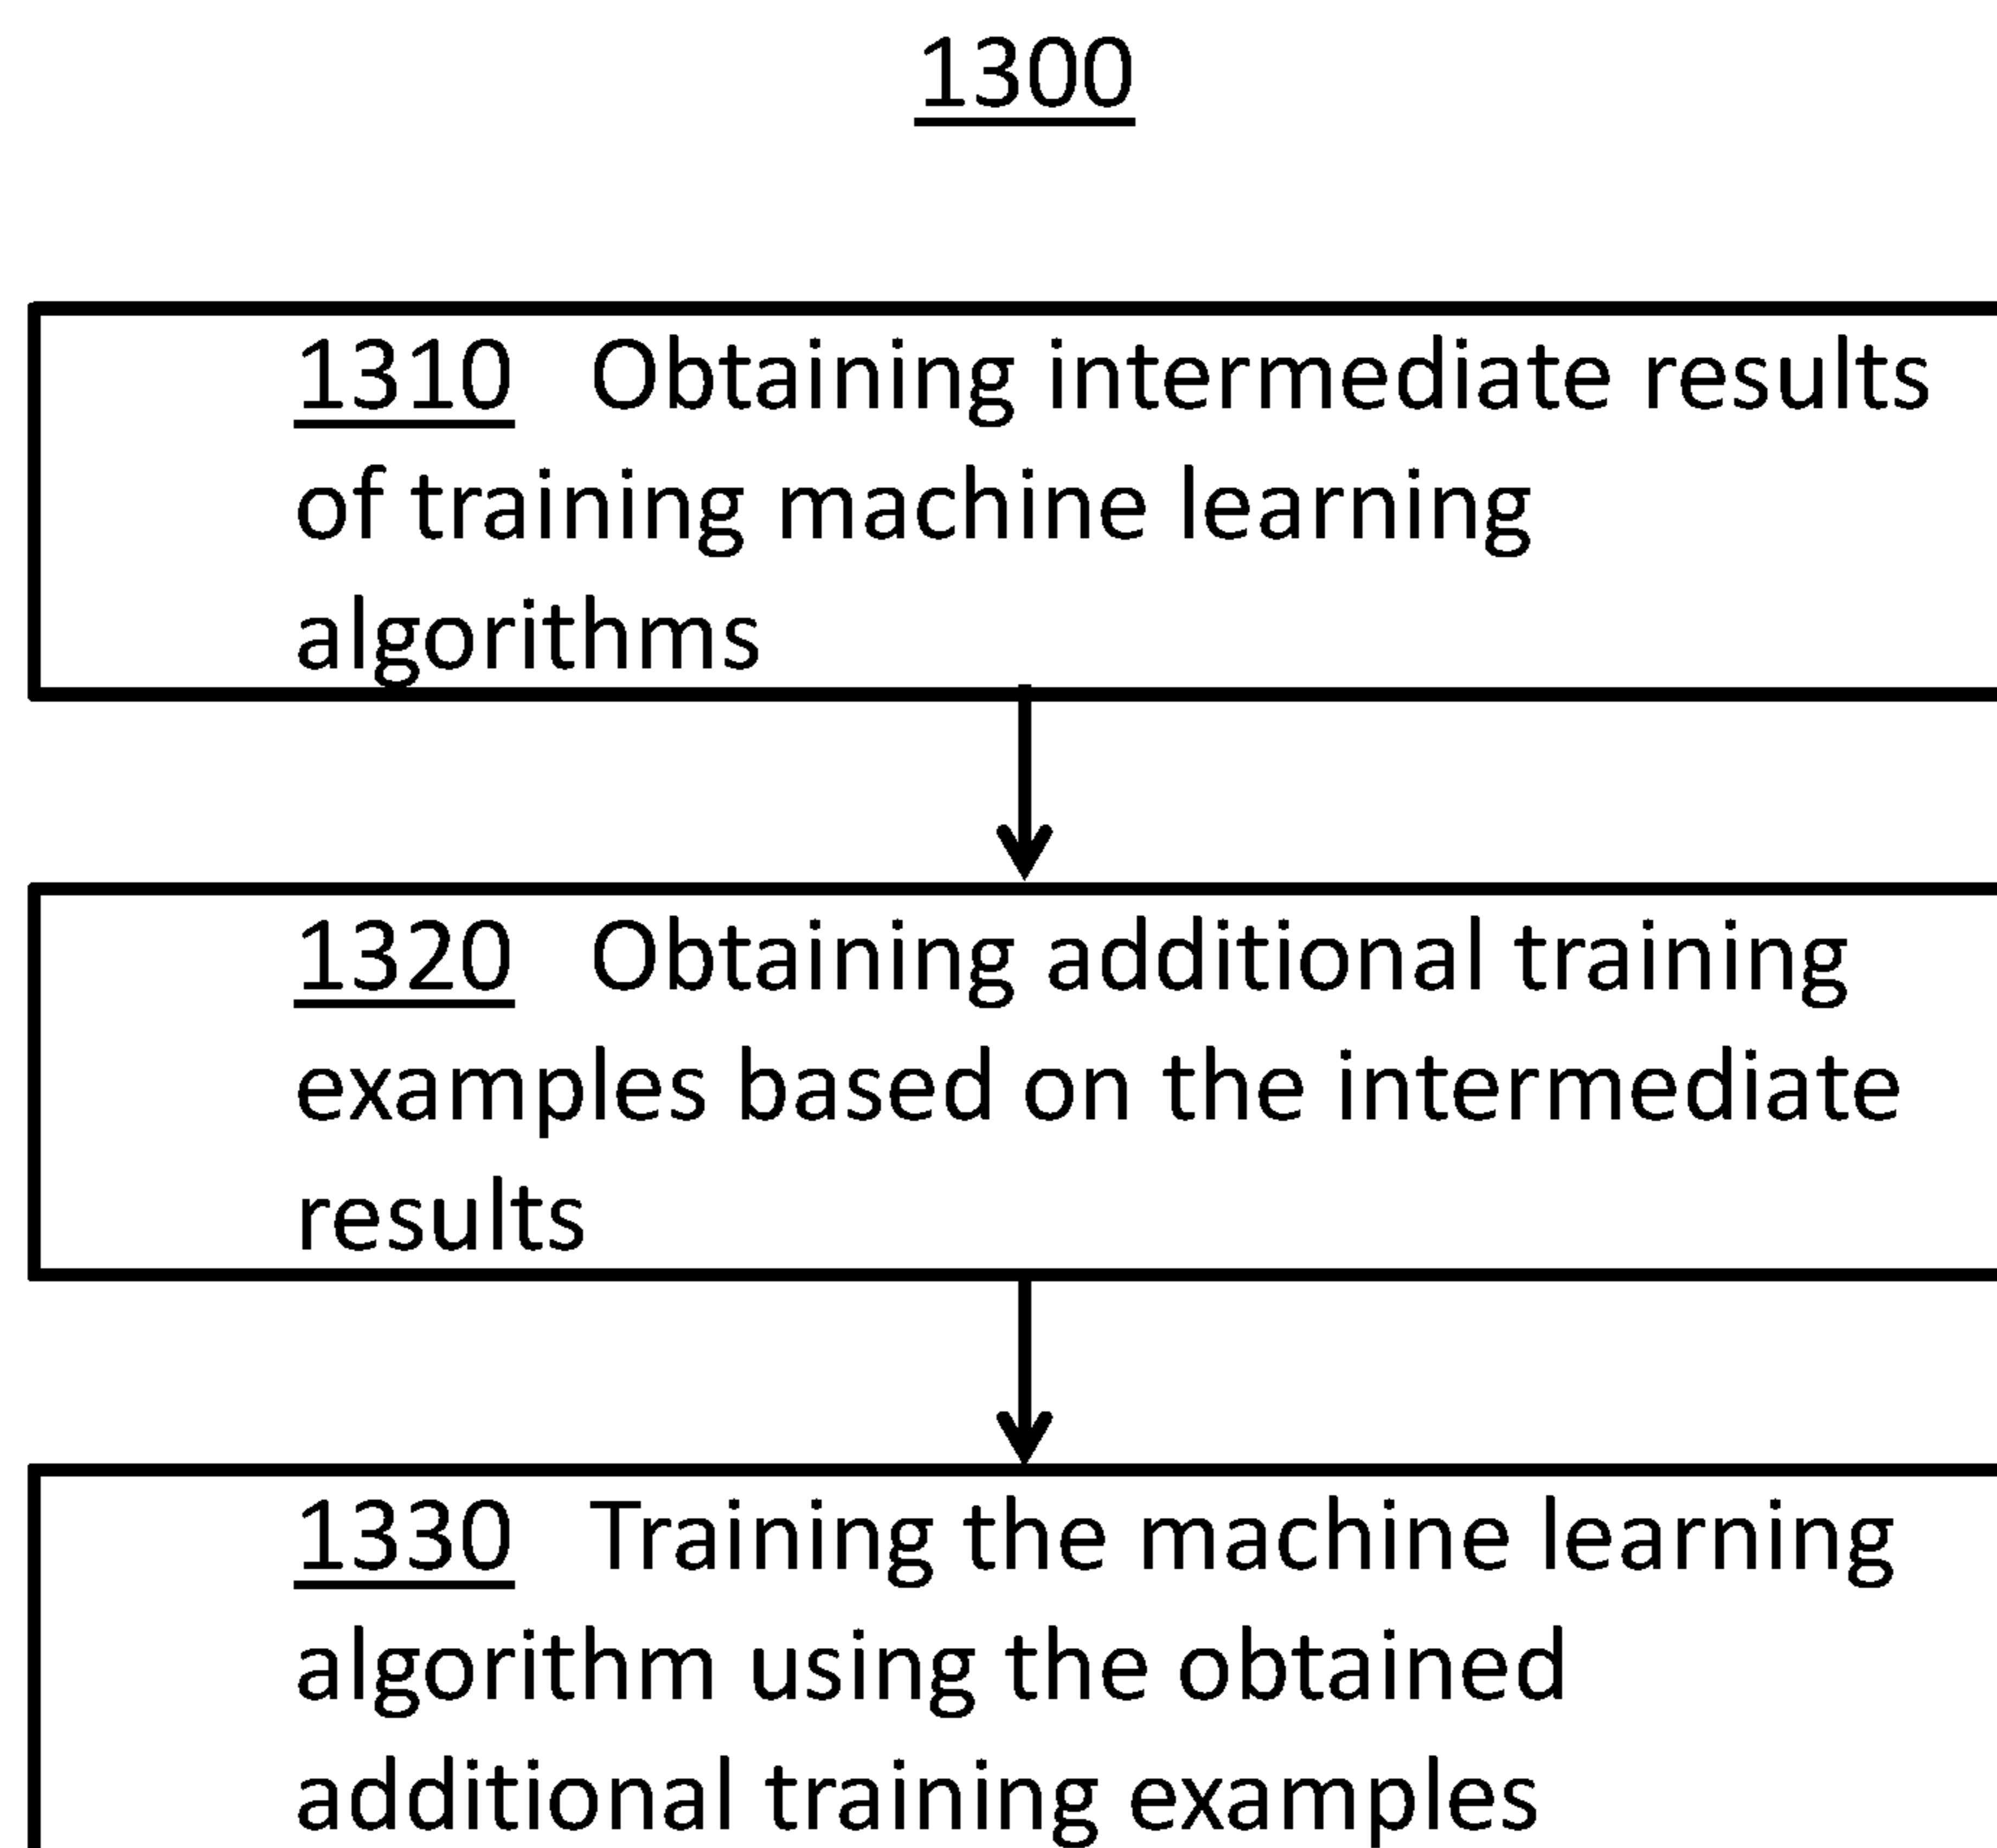 1300
1310 Obtaining intermediate results
of training machine learning
algorithms
1320 Obtaining additional training
examples based on the intermediate
results
1330 Training the machine learning
algorithm using the obtained
additional training examples